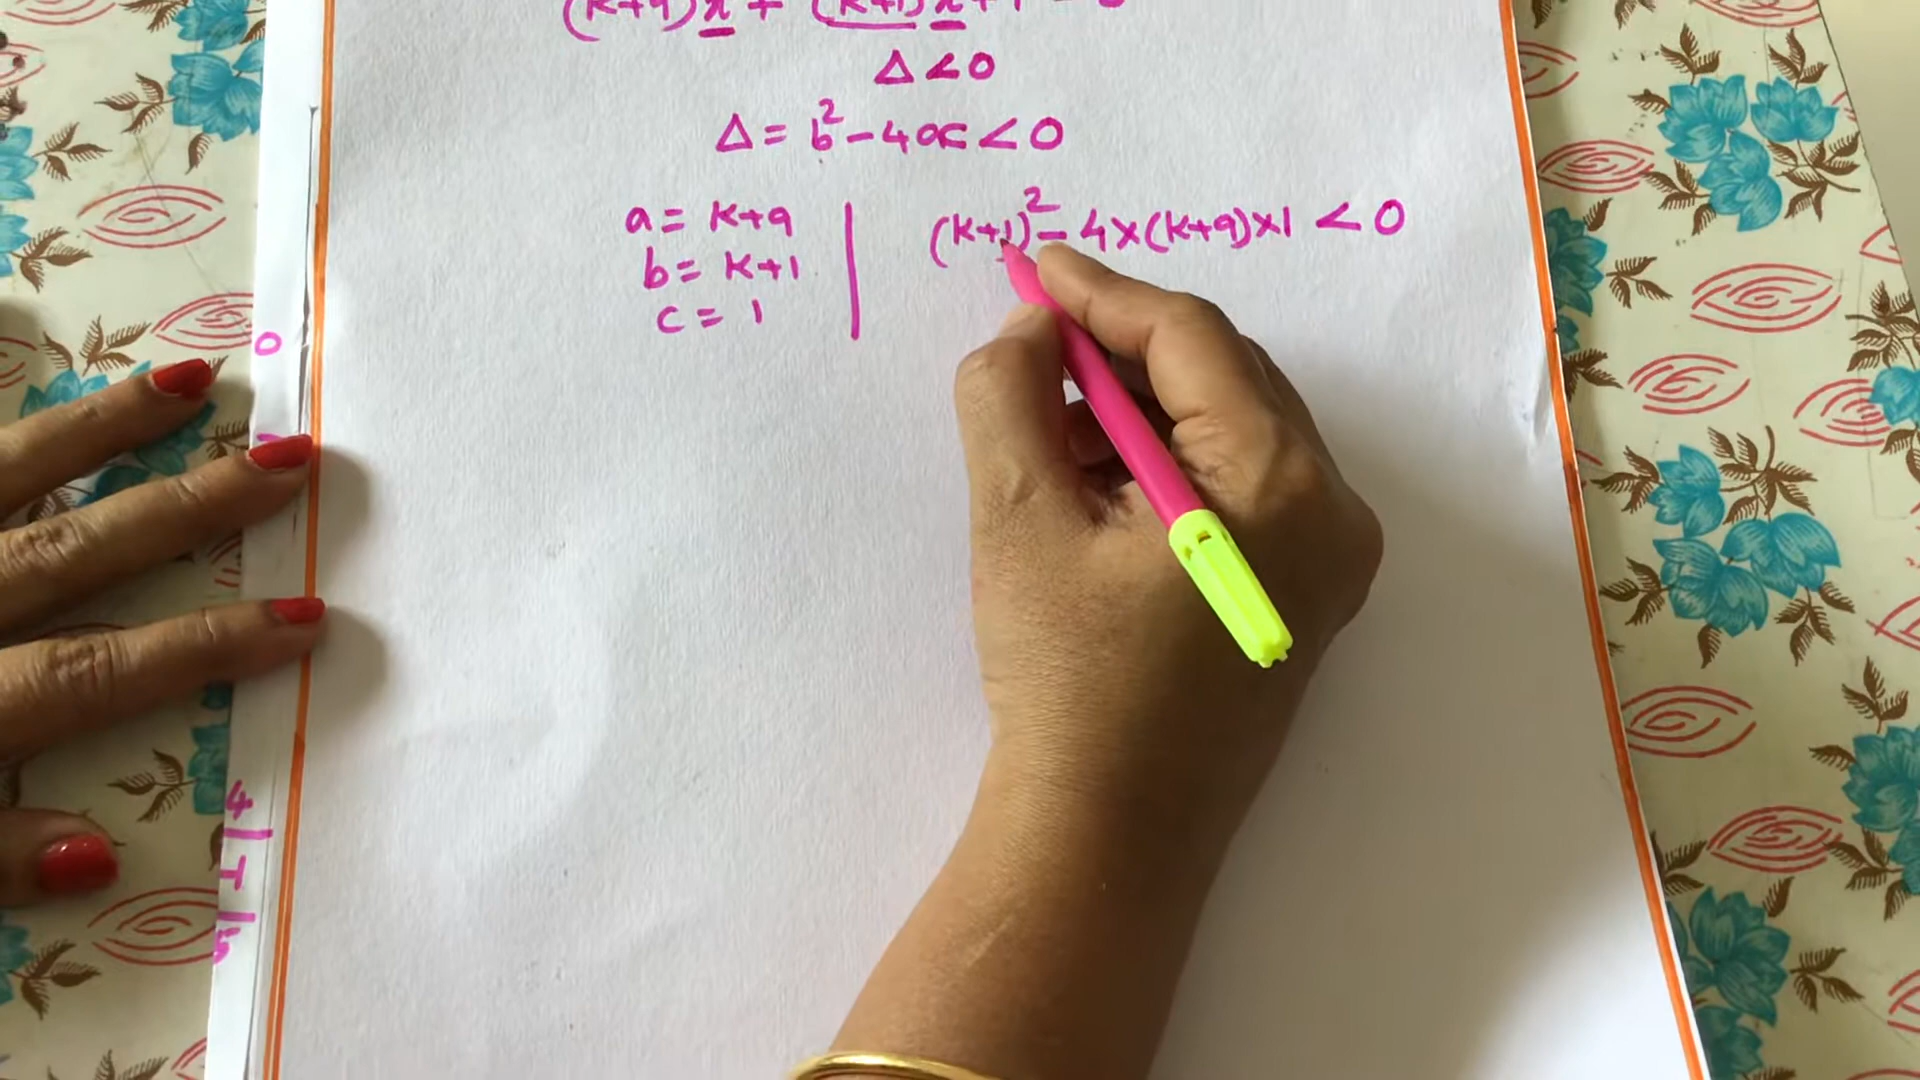 Δ < 0
Δ = b² - 4ac < 0
a = k+9
b = k+1
c = 1
(k+1)² - 4×(k+9)×1 < 0